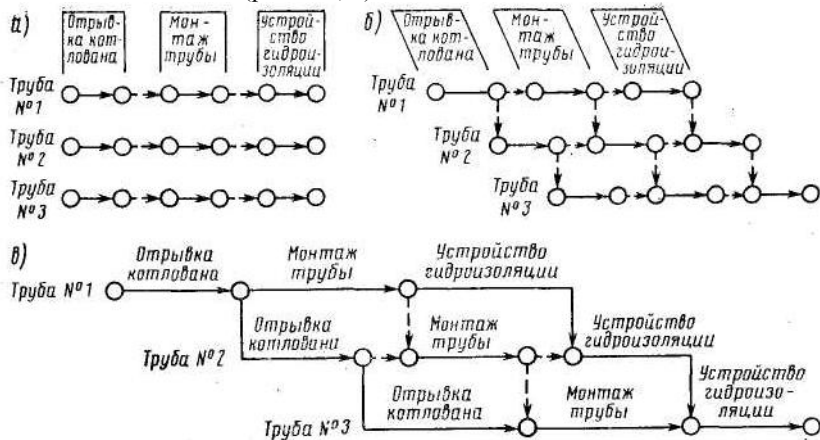 а)
Отрыв-
ка кот-
лована
Мон-
таж
трубы
Устрой-
ство
гидроизо-
ляции
Труба
№1
Труба
№2
Труба
№3
б)
Отрыв-
ка кот-
лована
Мон-
таж
трубы
Устрой-
ство
гидроизо-
ляции
Труба
№1
Труба
№2
Труба
№3
в)
Отрывка
котлована
Монтаж
трубы
Устройство
гидроизоляции
Труба №1
Отрывка
котлована
Монтаж
трубы
Устройство
гидроизоляции
Труба №2
Отрывка
котлована
Монтаж
трубы
Устройство
гидроизо-
ляции
Труба №3